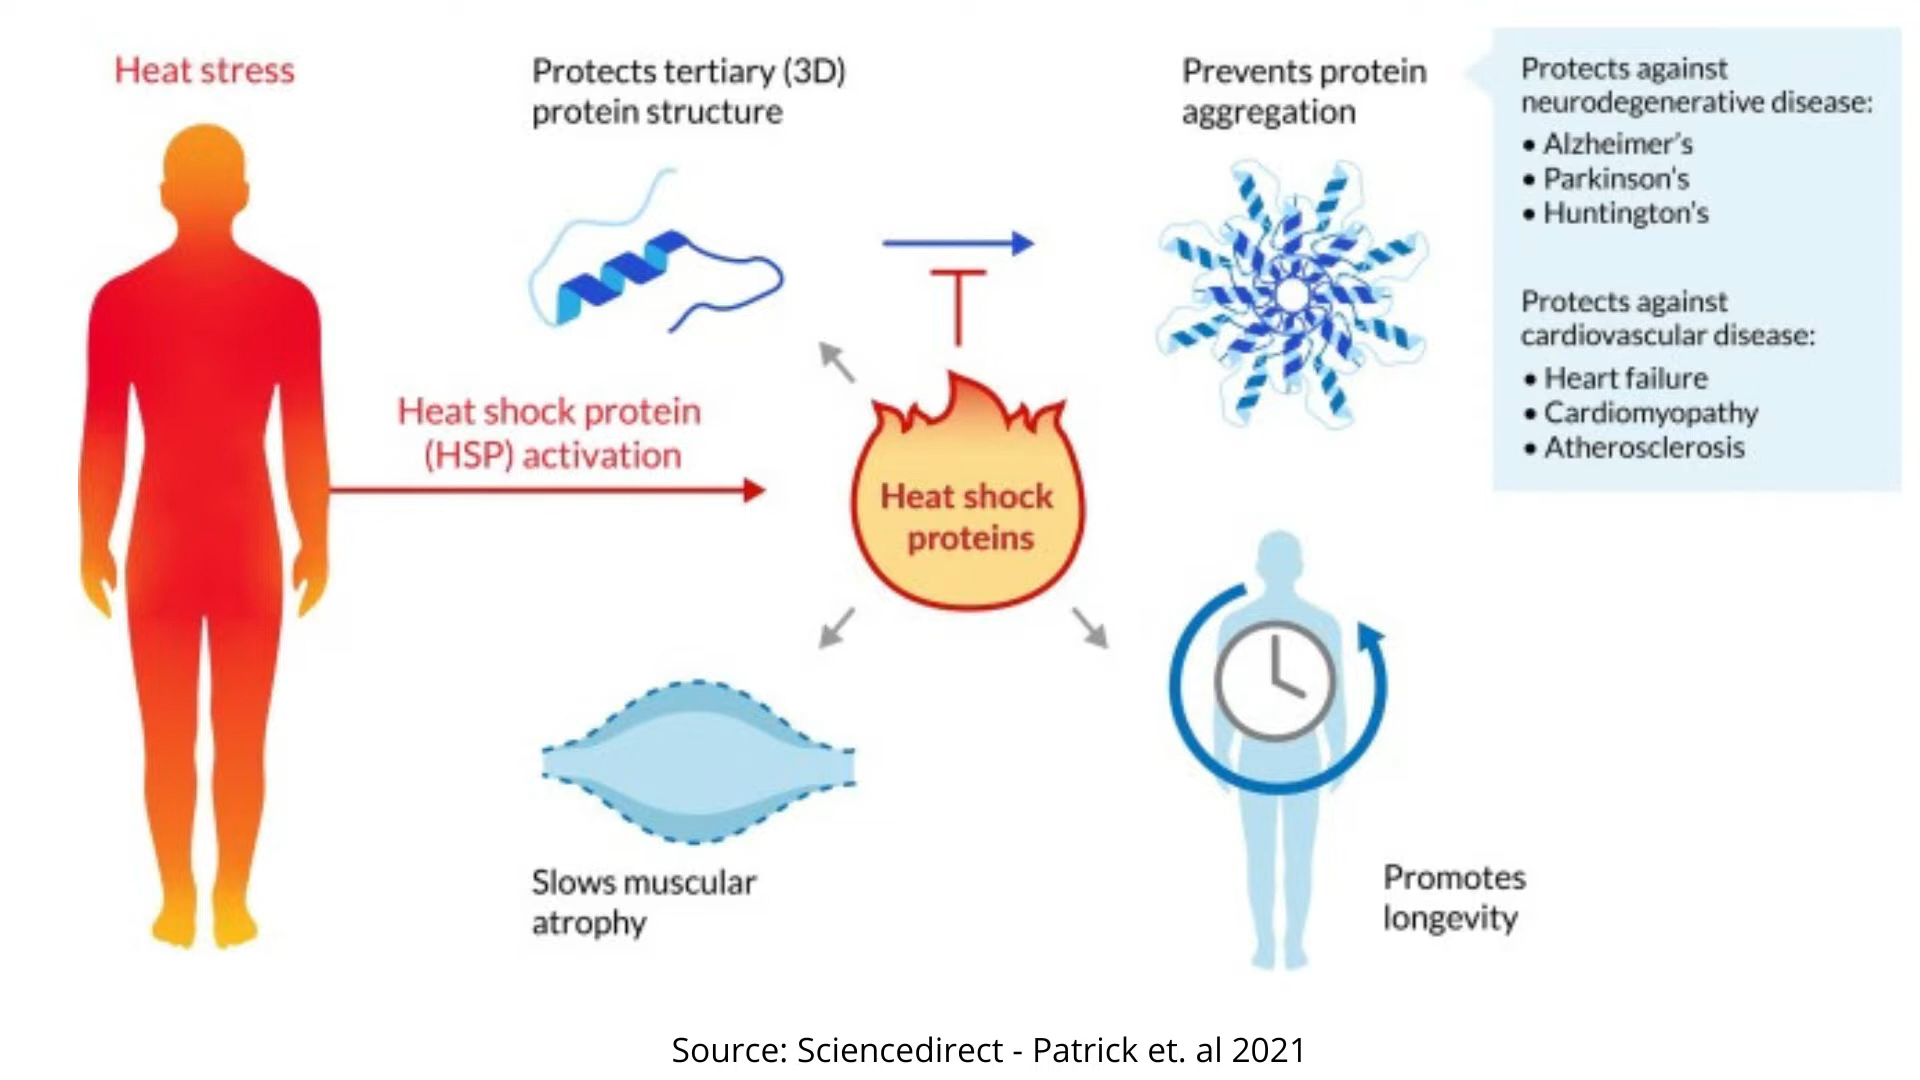 Heat stress
Protects tertiary (3D)
protein structure
Prevents protein
aggregation
Protects against
neurodegenerative disease:
• Alzheimer's
• Parkinson's
• Huntington's
Protects against
cardiovascular disease:
• Heart failure
• Cardiomyopathy
• Atherosclerosis
Heat shock protein
(HSP) activation
Heat shock
proteins
Slows muscular
atrophy
Promotes
longevity
Source: Sciencedirect - Patrick et. al 2021